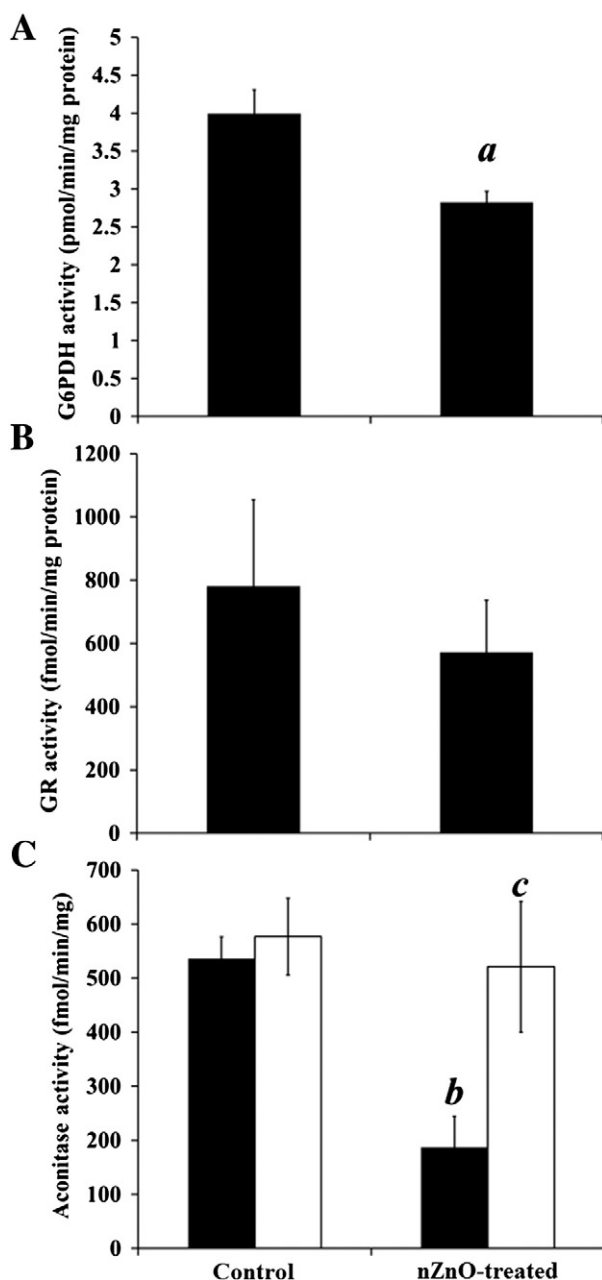 A
G6PDH activity (pmol/min/mg protein)
5
4.5
4
3.5
3
2.5
2
1.5
1
0.5
0
a
B
GR activity (fmol/min/mg protein)
1200
1000
800
600
400
200
0
C
Aconitase activity (fmol/min/mg)
700
600
500
400
300
200
100
0
b
c
Control
nZnO-treated